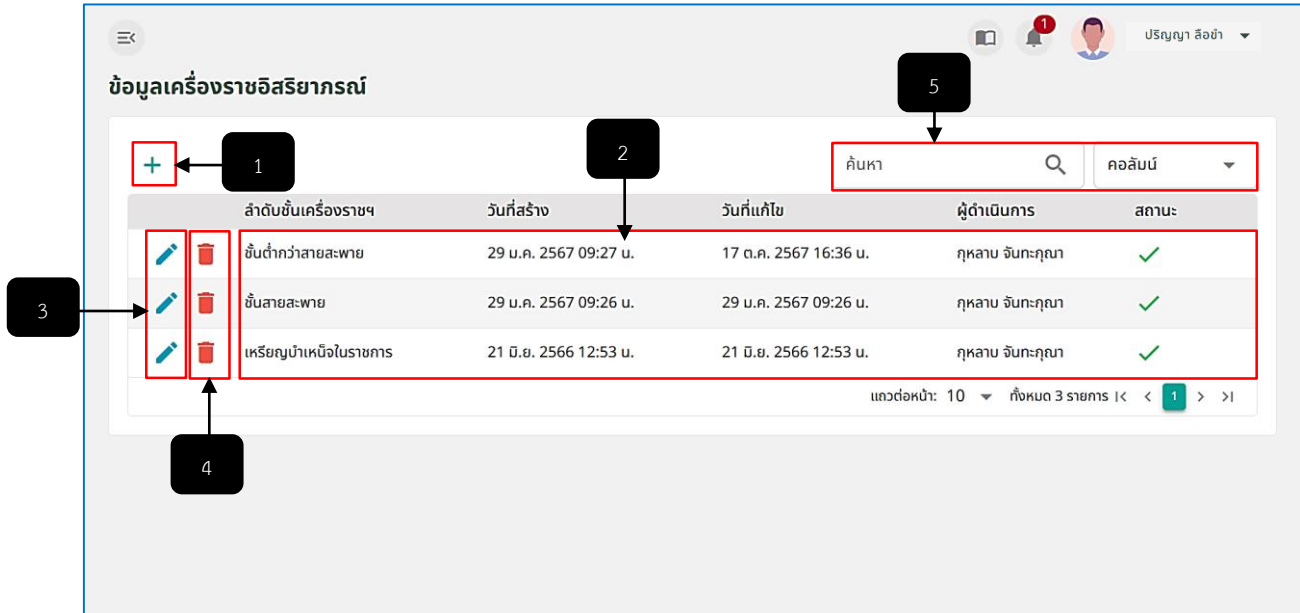 1
ปริญญา ลือขำ
ข้อมูลเครื่องราชอิสริยาภรณ์
5
1
2
ค้นหา
คอลัมน์
ลำดับชั้นเครื่องราชฯ วันที่สร้าง วันที่แก้ไข ผู้ดำเนินการ สถานะ
ชั้นต่ำกว่าสายสะพาย 29 ม.ค. 2567 09:27 น. 17 ต.ค. 2567 16:36 น. กุหลาบ จันทะกุณา
3
ชั้นสายสะพาย 29 ม.ค. 2567 09:26 น. 29 ม.ค. 2567 09:26 น. กุหลาบ จันทะกุณา
เหรียญบำเหน็จในราชการ 21 มิ.ย. 2566 12:53 น. 21 มิ.ย. 2566 12:53 น. กุหลาบ จันทะกุณา
แถวต่อหน้า: 10 ทั้งหมด 3 รายการ 1
4